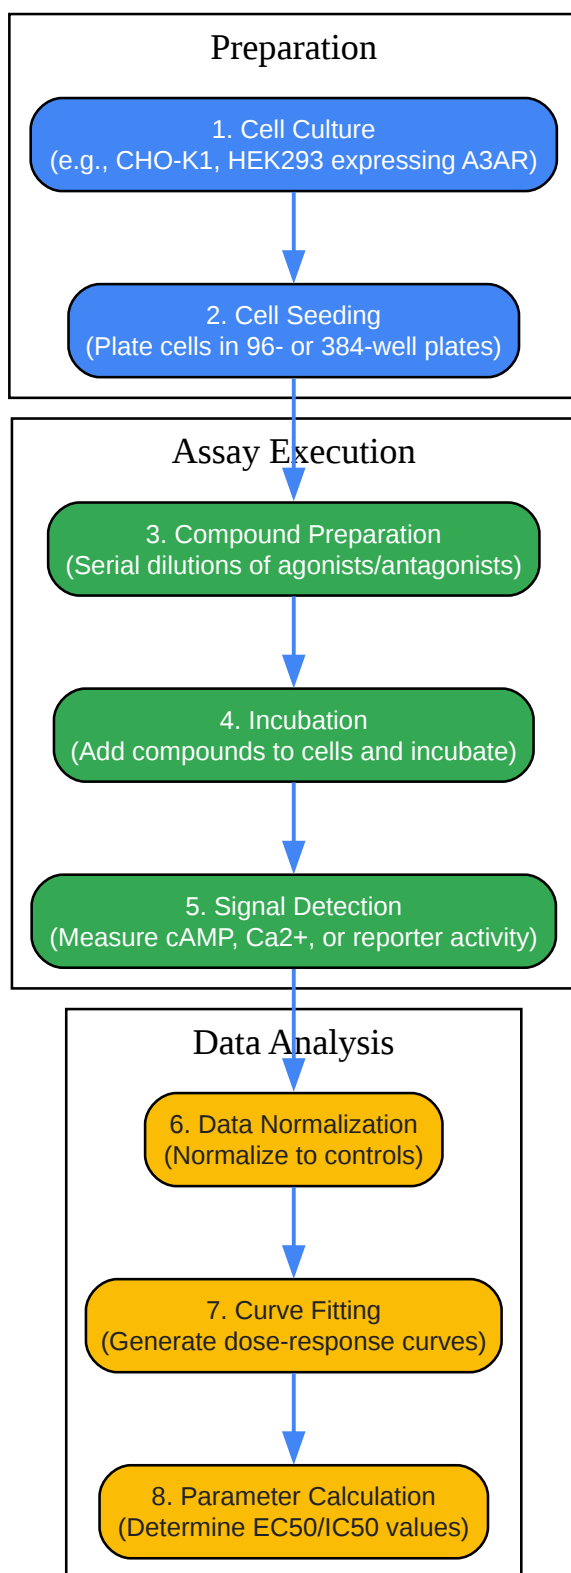 Preparation
1. Cell Culture
(e.g., CHO-K1, HEK293 expressing A3AR)
2. Cell Seeding
(Plate cells in 96- or 384-well plates)
Assay Execution
3. Compound Preparation
(Serial dilutions of agonists/antagonists)
4. Incubation
(Add compounds to cells and incubate)
5. Signal Detection
(Measure cAMP, Ca2+, or reporter activity)
Data Analysis
6. Data Normalization
(Normalize to controls)
7. Curve Fitting
(Generate dose-response curves)
8. Parameter Calculation
(Determine EC50/IC50 values)